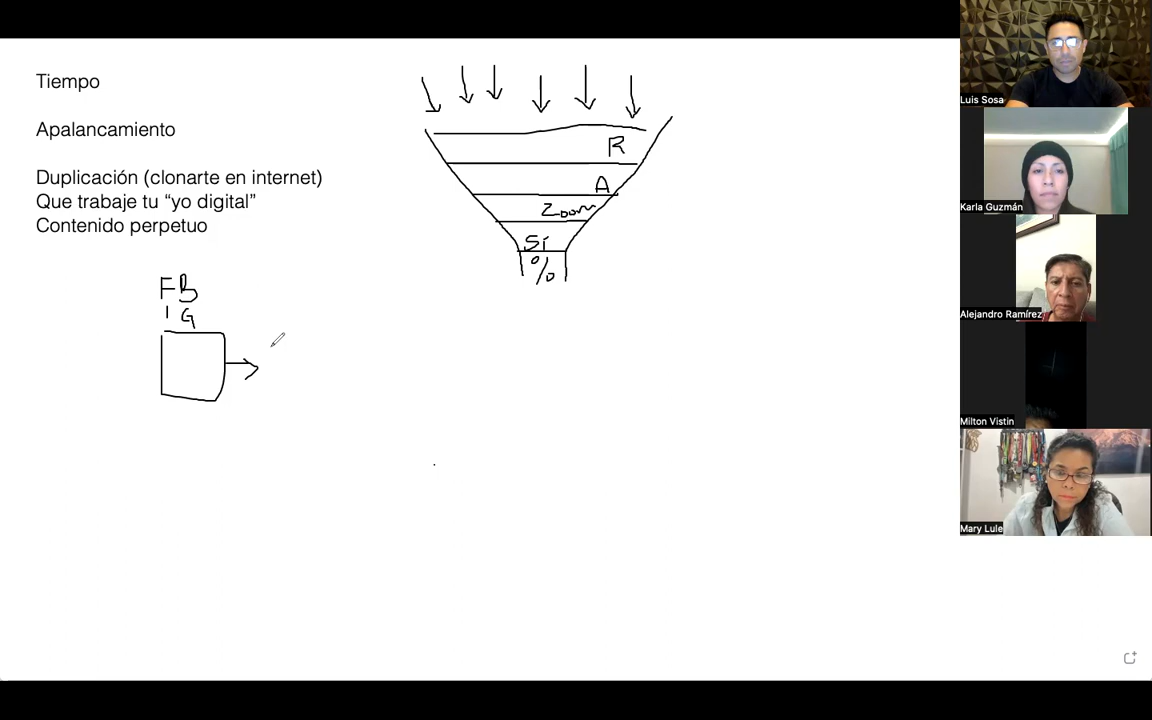 Tiempo
Apalancamiento
Duplicación (clonarte en internet)
Que trabaje tu “yo digital”
Contenido perpetuo
FB
IG
R
A
Zoom
Sí
%
Luis Sosa
Karla Guzmán
Alejandro Ramírez
Milton Vistin
Mary Lule